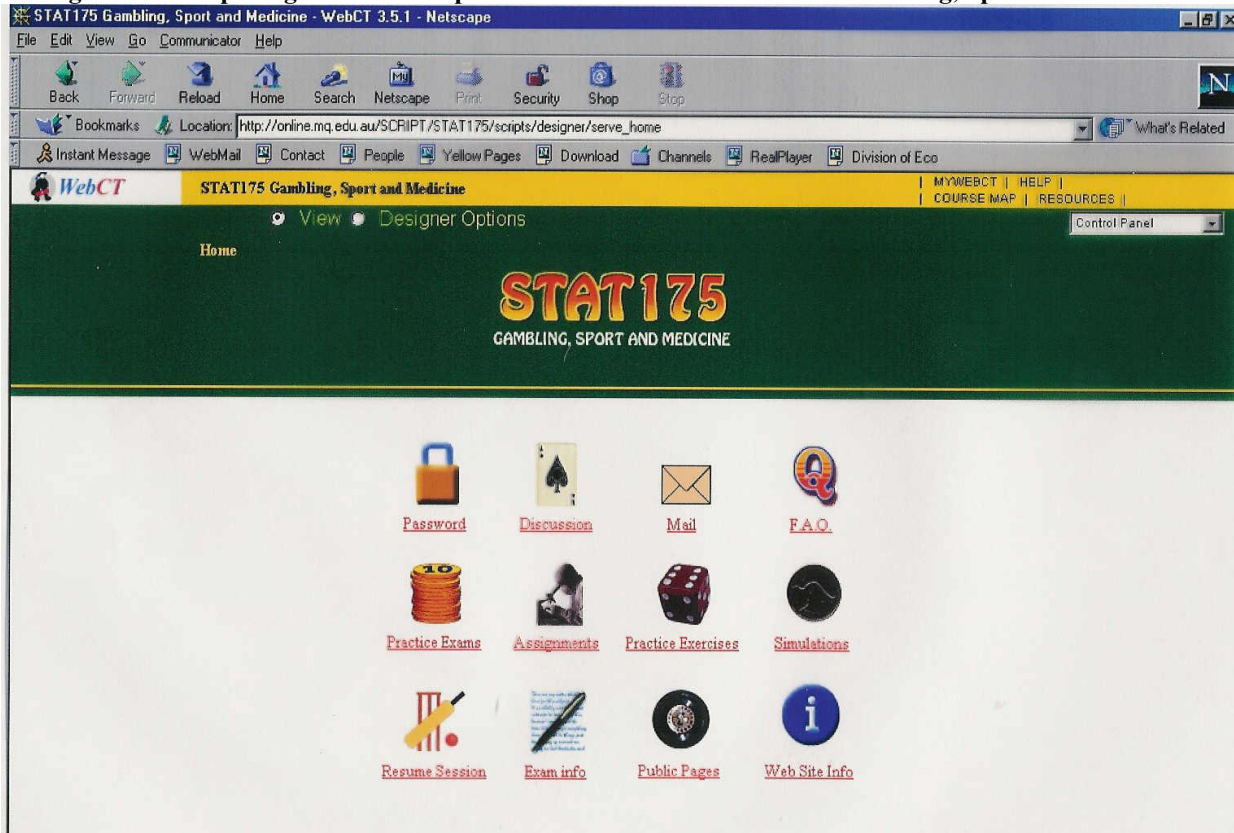 STAT175 Gambling, Sport and Medicine - WebCT 3.5.1 - Netscape
File Edit View Go Communicator Help
Back Forward Reload Home Search Netscape Print Security Shop Stop
My
N
Bookmarks Location: http://online.mq.edu.au/SCRIPT/STAT175/scripts/designer/serve_home What's Related
Instant Message WebMail Contact People Yellow Pages Download Channels RealPlayer Division of Eco
WebCT STAT175 Gambling, Sport and Medicine | MYWEBCT | HELP |
| COURSE MAP | RESOURCES |
View Designer Options Control Panel
Home
STAT175
GAMBLING, SPORT AND MEDICINE
Q
Password Discussion Mail F.A.Q.
10
Practice Exams Assignments Practice Exercises Simulations
i
Resume Session Exam info Public Pages Web Site Info